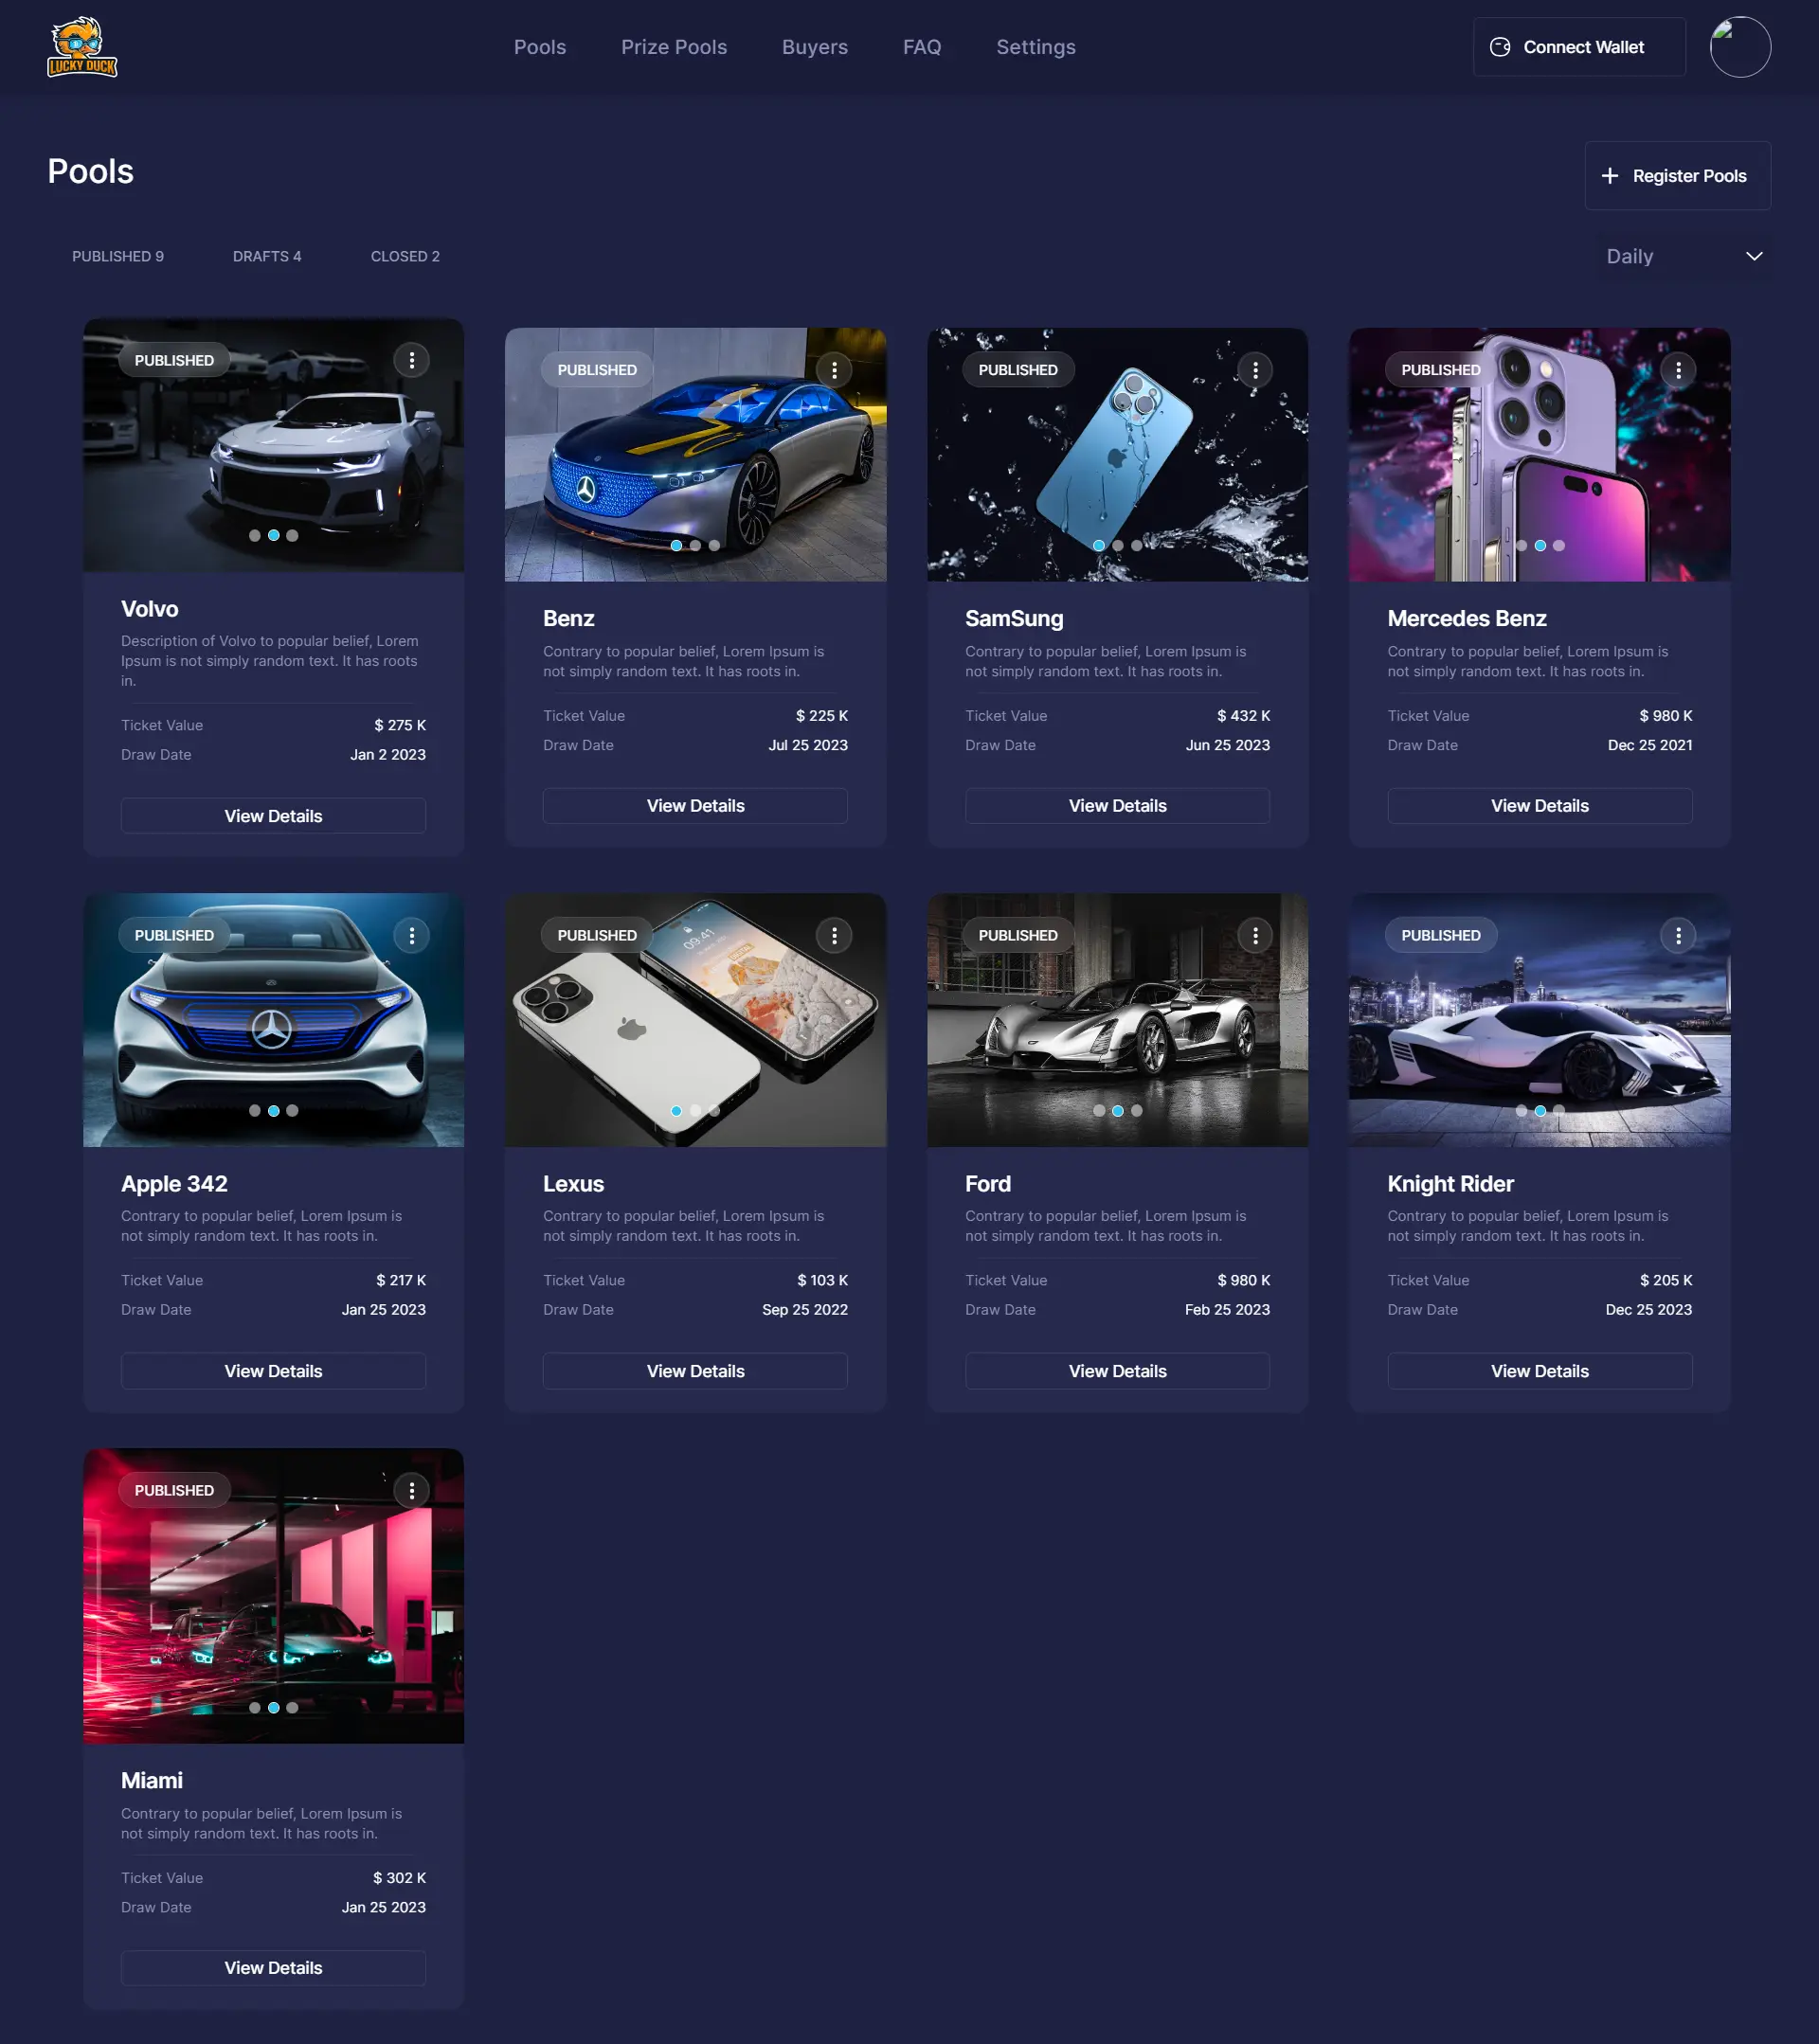 LUCKY DUCK
Pools
Prize Pools
Buyers
FAQ
Settings
Connect Wallet
Pools
Register Pools
PUBLISHED 9
DRAFTS 4
CLOSED 2
Daily
PUBLISHED
Volvo
Description of Volvo to popular belief, Lorem
Ipsum is not simply random text. It has roots
in.
Ticket Value $ 275 K
Draw Date Jan 2 2023
View Details
PUBLISHED
Benz
Contrary to popular belief, Lorem Ipsum is
not simply random text. It has roots in.
Ticket Value $ 225 K
Draw Date Jul 25 2023
View Details
PUBLISHED
SamSung
Contrary to popular belief, Lorem Ipsum is
not simply random text. It has roots in.
Ticket Value $ 432 K
Draw Date Jun 25 2023
View Details
PUBLISHED
Mercedes Benz
Contrary to popular belief, Lorem Ipsum is
not simply random text. It has roots in.
Ticket Value $ 980 K
Draw Date Dec 25 2021
View Details
PUBLISHED
Apple 342
Contrary to popular belief, Lorem Ipsum is
not simply random text. It has roots in.
Ticket Value $ 217 K
Draw Date Jan 25 2023
View Details
PUBLISHED
09:41
Lexus
Contrary to popular belief, Lorem Ipsum is
not simply random text. It has roots in.
Ticket Value $ 103 K
Draw Date Sep 25 2022
View Details
PUBLISHED
Ford
Contrary to popular belief, Lorem Ipsum is
not simply random text. It has roots in.
Ticket Value $ 980 K
Draw Date Feb 25 2023
View Details
PUBLISHED
Knight Rider
Contrary to popular belief, Lorem Ipsum is
not simply random text. It has roots in.
Ticket Value $ 205 K
Draw Date Dec 25 2023
View Details
PUBLISHED
Miami
Contrary to popular belief, Lorem Ipsum is
not simply random text. It has roots in.
Ticket Value $ 302 K
Draw Date Jan 25 2023
View Details